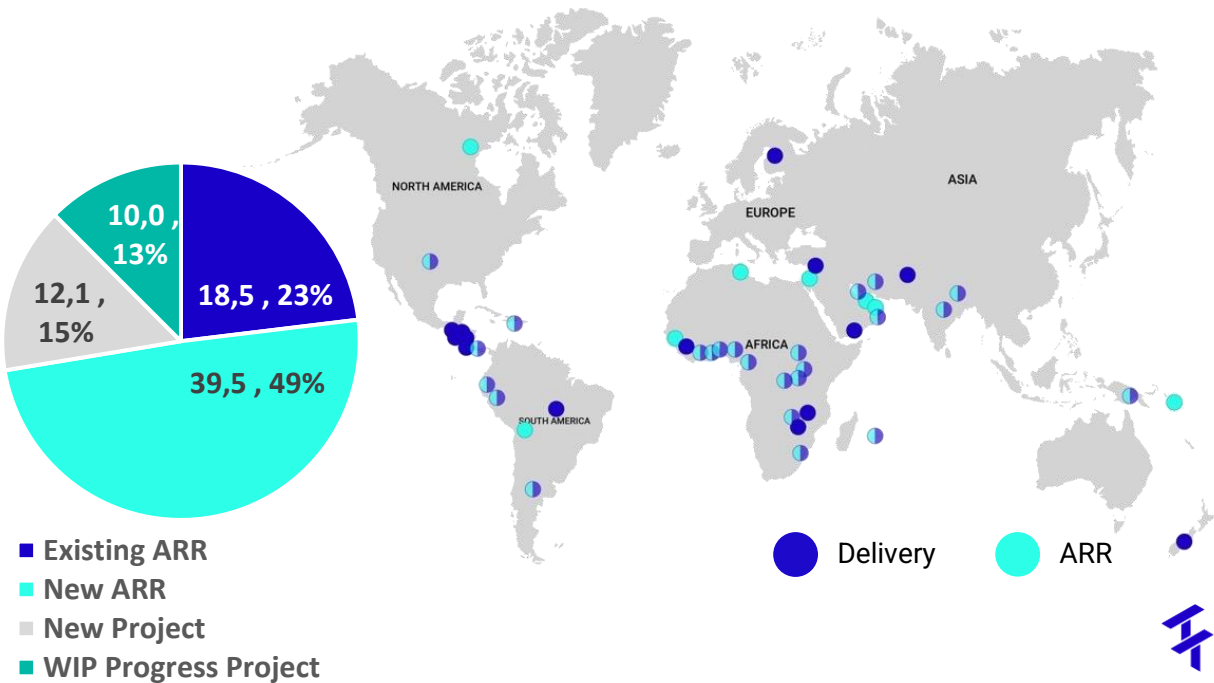 NORTH AMERICA
ASIA
EUROPE
10,0 ,
13%
18,5 , 23%
12,1 ,
15%
AFRICA
39,5 , 49%
SOUTH AMERICA
Existing ARR
New ARR
New Project
WIP Progress Project
Delivery
ARR